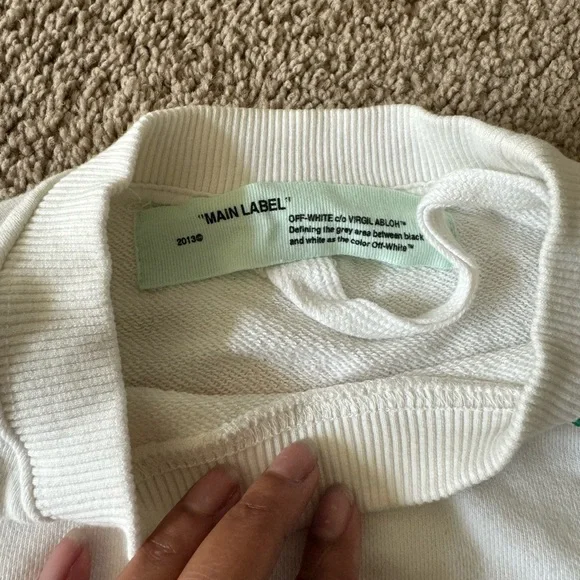 "MAIN LABEL"
2013©
OFF-WHITE c/o VIRGIL ABLOH™
Defining the grey area between black
and white as the color Off-White™